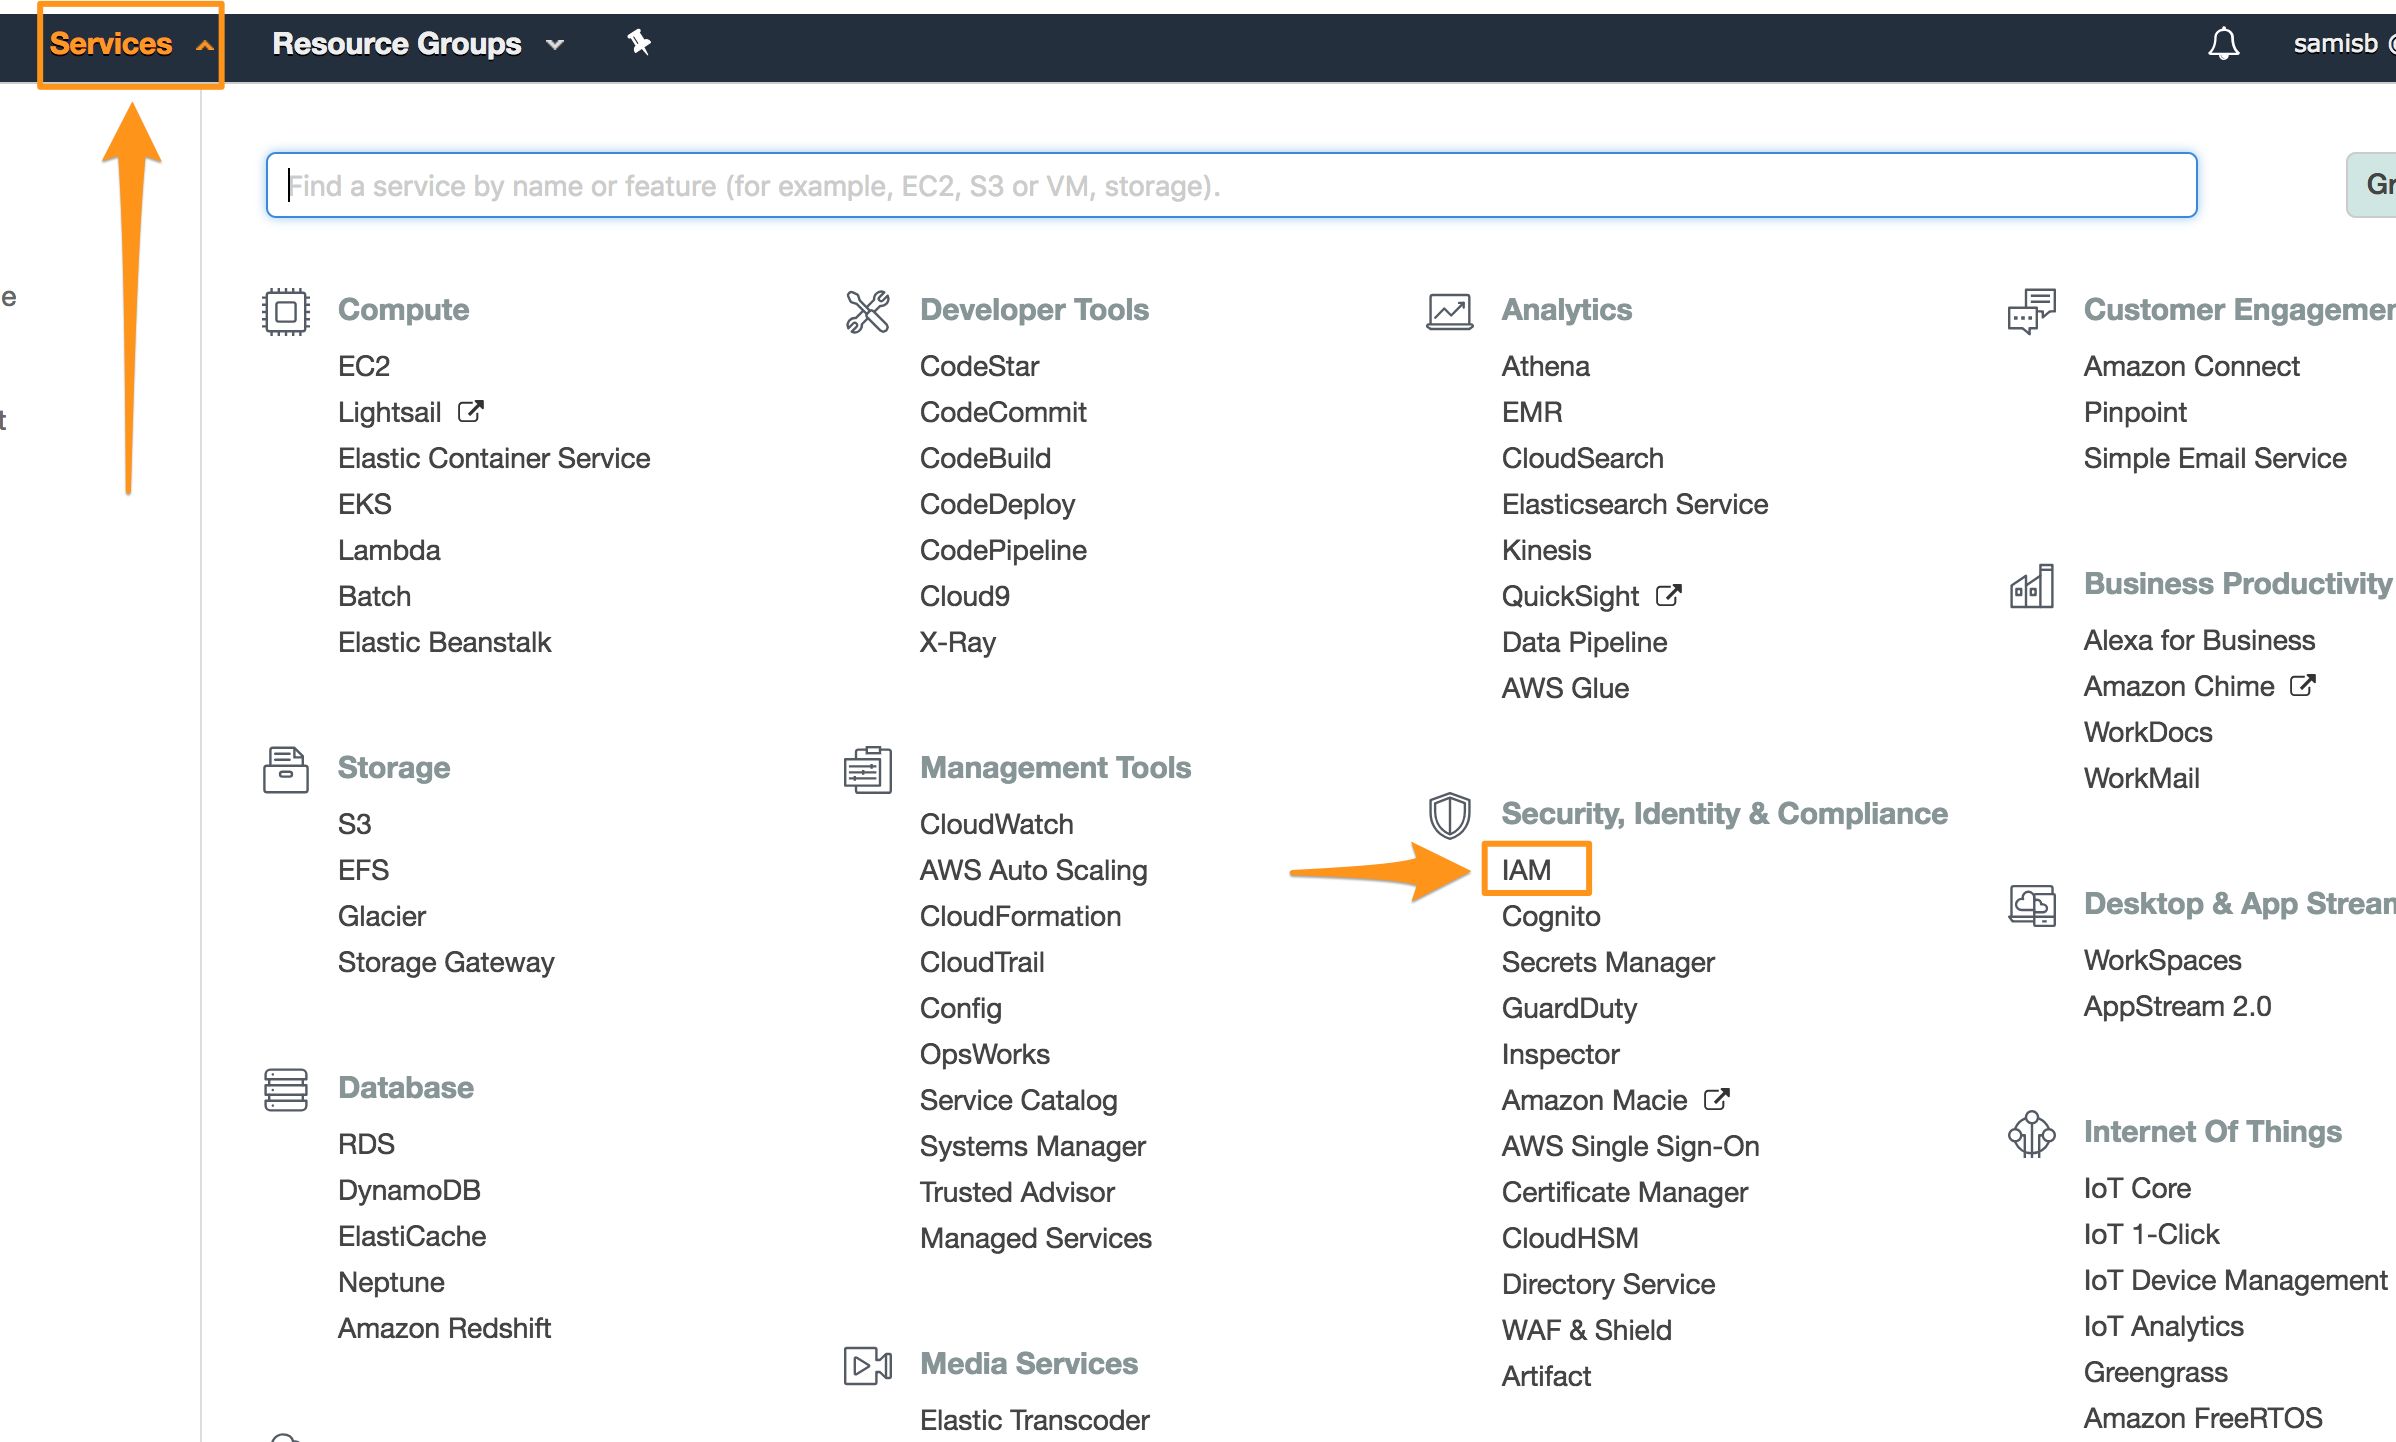 Services
Resource Groups
samisb
Find a service by name or feature (for example, EC2, S3 or VM, storage).
Gr
e
t
Compute
EC2
Lightsail
Elastic Container Service
EKS
Lambda
Batch
Elastic Beanstalk
Storage
S3
EFS
Glacier
Storage Gateway
Database
RDS
DynamoDB
ElastiCache
Neptune
Amazon Redshift
Developer Tools
CodeStar
CodeCommit
CodeBuild
CodeDeploy
CodePipeline
Cloud9
X-Ray
Management Tools
CloudWatch
AWS Auto Scaling
CloudFormation
CloudTrail
Config
OpsWorks
Service Catalog
Systems Manager
Trusted Advisor
Managed Services
Media Services
Elastic Transcoder
Analytics
Athena
EMR
CloudSearch
Elasticsearch Service
Kinesis
QuickSight
Data Pipeline
AWS Glue
Security, Identity & Compliance
IAM
Cognito
Secrets Manager
GuardDuty
Inspector
Amazon Macie
AWS Single Sign-On
Certificate Manager
CloudHSM
Directory Service
WAF & Shield
Artifact
Customer Engagemen
Amazon Connect
Pinpoint
Simple Email Service
Business Productivity
Alexa for Business
Amazon Chime
WorkDocs
WorkMail
Desktop & App Stream
WorkSpaces
AppStream 2.0
Internet Of Things
IoT Core
IoT 1-Click
IoT Device Management
IoT Analytics
Greengrass
Amazon FreeRTOS